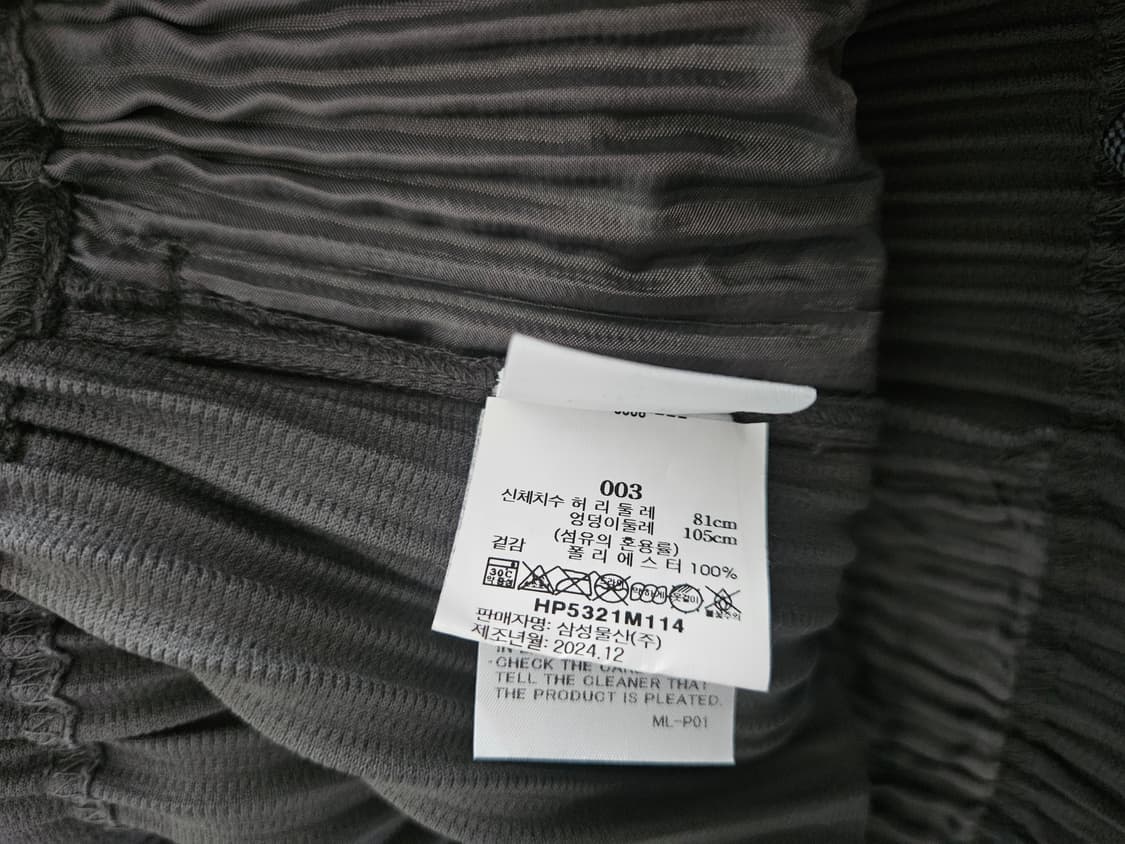 003
신체치수 허 리 둘 레 81cm
엉덩이둘레 105cm
(섬유의 혼용률)
겉감 폴 리 에 스 터 100%
30℃
HP5321M114
판매자명: 삼성물산(주)
제조년월: 2024.12
CHECK THE
TELL THE CLEANER THAT
THE PRODUCT IS PLEATED.
ML-P01